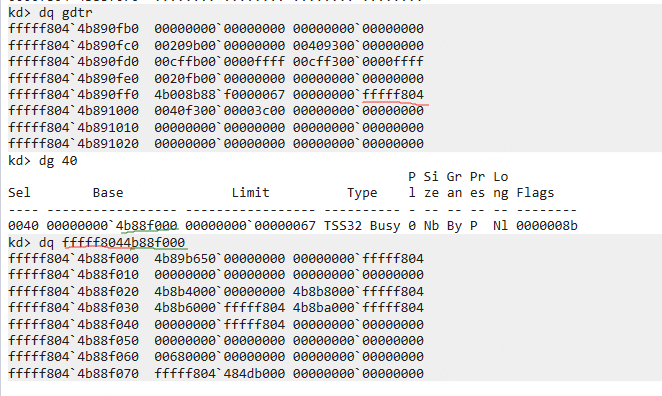 kd> dq gdtr
fffff804`4b890fb0  00000000`00000000 00000000`00000000
fffff804`4b890fc0  00209b00`00000000 00409300`00000000
fffff804`4b890fd0  00cffb00`0000ffff 00cff300`0000ffff
fffff804`4b890fe0  0020fb00`00000000 00000000`00000000
fffff804`4b890ff0  4b008b88`f0000067 00000000`fffff804
fffff804`4b891000  0040f300`00003c00 00000000`00000000
fffff804`4b891010  00000000`00000000 00000000`00000000
fffff804`4b891020  00000000`00000000 00000000`00000000
kd> dg 40
P Si Gr Pr Lo
Sel        Base              Limit          Type    l ze an es ng Flags
---- ----------------- ----------------- ---------- - -- -- -- -- --------
0040 00000000`4b88f000 00000000`00000067 TSS32 Busy 0 Nb By P  Nl 0000008b
kd> dq fffff8044b88f000
fffff804`4b88f000  4b89b650`00000000 00000000`fffff804
fffff804`4b88f010  00000000`00000000 00000000`00000000
fffff804`4b88f020  4b8b4000`00000000 4b8b8000`fffff804
fffff804`4b88f030  4b8b6000`fffff804 4b8ba000`fffff804
fffff804`4b88f040  00000000`fffff804 00000000`00000000
fffff804`4b88f050  00000000`00000000 00000000`00000000
fffff804`4b88f060  00680000`00000000 00000000`00000000
fffff804`4b88f070  fffff804`484db000 00000000`00000000